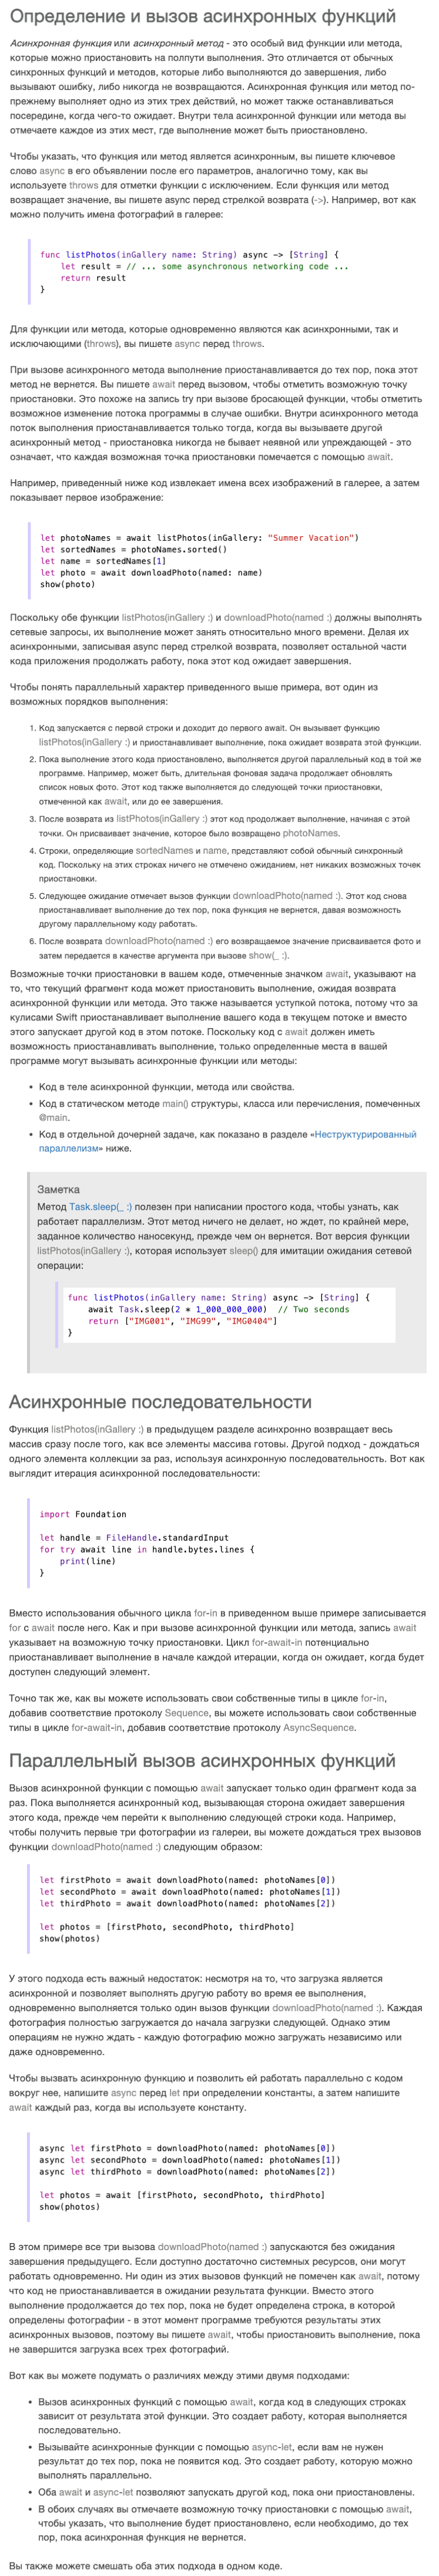 Определение и вызов асинхронных функций
Асинхронная функция или асинхронный метод - это особый вид функции или метода,
которые можно приостановить на полпути выполнения. Это отличается от обычных
синхронных функций и методов, которые либо выполняются до завершения, либо
вызывают ошибку, либо никогда не возвращаются. Асинхронная функция или метод по-
прежнему выполняет одно из этих трех действий, но может также останавливаться
посередине, когда чего-то ожидает. Внутри тела асинхронной функции или метода вы
отмечаете каждое из этих мест, где выполнение может быть приостановлено.
Чтобы указать, что функция или метод является асинхронным, вы пишете ключевое
слово async в его объявлении после его параметров, аналогично тому, как вы
используете throws для отметки функции с исключением. Если функция или метод
возвращает значение, вы пишете async перед стрелкой возврата (->). Например, вот как
можно получить имена фотографий в галерее:
func listPhotos(inGallery name: String) async -> [String] {
let result = // ... some asynchronous networking code ...
return result
}
Для функции или метода, которые одновременно являются как асинхронными, так и
исключающими (throws), вы пишете async перед throws.
При вызове асинхронного метода выполнение приостанавливается до тех пор, пока этот
метод не вернется. Вы пишете await перед вызовом, чтобы отметить возможную точку
приостановки. Это похоже на запись try при вызове бросающей функции, чтобы отметить
возможное изменение потока программы в случае ошибки. Внутри асинхронного метода
поток выполнения приостанавливается только тогда, когда вы вызываете другой
асинхронный метод - приостановка никогда не бывает неявной или упреждающей - это
означает, что каждая возможная точка приостановки помечается с помощью await.
Например, приведенный ниже код извлекает имена всех изображений в галерее, а затем
показывает первое изображение:
let photoNames = await listPhotos(inGallery: "Summer Vacation")
let sortedNames = photoNames.sorted()
let name = sortedNames[1]
let photo = await downloadPhoto(named: name)
show(photo)
Поскольку обе функции listPhotos(inGallery :) и downloadPhoto(named :) должны выполнять
сетевые запросы, их выполнение может занять относительно много времени. Делая их
асинхронными, записывая async перед стрелкой возврата, позволяет остальной части
кода приложения продолжать работу, пока этот код ожидает завершения.
Чтобы понять параллельный характер приведенного выше примера, вот один из
возможных порядков выполнения:
1. Код запускается с первой строки и доходит до первого await. Он вызывает функцию
listPhotos(inGallery :) и приостанавливает выполнение, пока ожидает возврата этой функции.
2. Пока выполнение этого кода приостановлено, выполняется другой параллельный код в той же
программе. Например, может быть, длительная фоновая задача продолжает обновлять
список новых фото. Этот код также выполняется до следующей точки приостановки,
отмеченной как await, или до ее завершения.
3. После возврата из listPhotos(inGallery :) этот код продолжает выполнение, начиная с этой
точки. Он присваивает значение, которое было возвращено photoNames.
4. Строки, определяющие sortedNames и name, представляют собой обычный синхронный
код. Поскольку на этих строках ничего не отмечено ожиданием, нет никаких возможных точек
приостановки.
5. Следующее ожидание отмечает вызов функции downloadPhoto(named :). Этот код снова
приостанавливает выполнение до тех пор, пока функция не вернется, давая возможность
другому параллельному коду работать.
6. После возврата downloadPhoto(named :) его возвращаемое значение присваивается фото и
затем передается в качестве аргумента при вызове show(_ :).
Возможные точки приостановки в вашем коде, отмеченные значком await, указывают на
то, что текущий фрагмент кода может приостановить выполнение, ожидая возврата
асинхронной функции или метода. Это также называется уступкой потока, потому что за
кулисами Swift приостанавливает выполнение вашего кода в текущем потоке и вместо
этого запускает другой код в этом потоке. Поскольку код с await должен иметь
возможность приостанавливать выполнение, только определенные места в вашей
программе могут вызывать асинхронные функции или методы:
• Код в теле асинхронной функции, метода или свойства.
• Код в статическом методе main() структуры, класса или перечисления, помеченных
@main.
• Код в отдельной дочерней задаче, как показано в разделе «Неструктурированный
параллелизм» ниже.
Заметка
Метод Task.sleep(_ :) полезен при написании простого кода, чтобы узнать, как
работает параллелизм. Этот метод ничего не делает, но ждет, по крайней мере,
заданное количество наносекунд, прежде чем он вернется. Вот версия функции
listPhotos(inGallery :), которая использует sleep() для имитации ожидания сетевой
операции:
func listPhotos(inGallery name: String) async -> [String] {
await Task.sleep(2 * 1_000_000_000) // Two seconds
return ["IMG001", "IMG99", "IMG0404"]
}
Асинхронные последовательности
Функция listPhotos(inGallery :) в предыдущем разделе асинхронно возвращает весь
массив сразу после того, как все элементы массива готовы. Другой подход - дождаться
одного элемента коллекции за раз, используя асинхронную последовательность. Вот как
выглядит итерация асинхронной последовательности:
import Foundation
let handle = FileHandle.standardInput
for try await line in handle.bytes.lines {
print(line)
}
Вместо использования обычного цикла for-in в приведенном выше примере записывается
for с await после него. Как и при вызове асинхронной функции или метода, запись await
указывает на возможную точку приостановки. Цикл for-await-in потенциально
приостанавливает выполнение в начале каждой итерации, когда он ожидает, когда будет
доступен следующий элемент.
Точно так же, как вы можете использовать свои собственные типы в цикле for-in,
добавив соответствие протоколу Sequence, вы можете использовать свои собственные
типы в цикле for-await-in, добавив соответствие протоколу AsyncSequence.
Параллельный вызов асинхронных функций
Вызов асинхронной функции с помощью await запускает только один фрагмент кода за
раз. Пока выполняется асинхронный код, вызывающая сторона ожидает завершения
этого кода, прежде чем перейти к выполнению следующей строки кода. Например,
чтобы получить первые три фотографии из галереи, вы можете дождаться трех вызовов
функции downloadPhoto(named :) следующим образом:
let firstPhoto = await downloadPhoto(named: photoNames[0])
let secondPhoto = await downloadPhoto(named: photoNames[1])
let thirdPhoto = await downloadPhoto(named: photoNames[2])
let photos = [firstPhoto, secondPhoto, thirdPhoto]
show(photos)
У этого подхода есть важный недостаток: несмотря на то, что загрузка является
асинхронной и позволяет выполнять другую работу во время ее выполнения,
одновременно выполняется только один вызов функции downloadPhoto(named :). Каждая
фотография полностью загружается до начала загрузки следующей. Однако этим
операциям не нужно ждать - каждую фотографию можно загружать независимо или
даже одновременно.
Чтобы вызвать асинхронную функцию и позволить ей работать параллельно с кодом
вокруг нее, напишите async перед let при определении константы, а затем напишите
await каждый раз, когда вы используете константу.
async let firstPhoto = downloadPhoto(named: photoNames[0])
async let secondPhoto = downloadPhoto(named: photoNames[1])
async let thirdPhoto = downloadPhoto(named: photoNames[2])
let photos = await [firstPhoto, secondPhoto, thirdPhoto]
show(photos)
В этом примере все три вызова downloadPhoto(named :) запускаются без ожидания
завершения предыдущего. Если доступно достаточно системных ресурсов, они могут
работать одновременно. Ни один из этих вызовов функций не помечен как await, потому
что код не приостанавливается в ожидании результата функции. Вместо этого
выполнение продолжается до тех пор, пока не будет определена строка, в которой
определены фотографии - в этот момент программе требуются результаты этих
асинхронных вызовов, поэтому вы пишете await, чтобы приостановить выполнение, пока
не завершится загрузка всех трех фотографий.
Вот как вы можете подумать о различиях между этими двумя подходами:
• Вызов асинхронных функций с помощью await, когда код в следующих строках
зависит от результата этой функции. Это создает работу, которая выполняется
последовательно.
• Вызывайте асинхронные функции с помощью async-let, если вам не нужен
результат до тех пор, пока не появится код. Это создает работу, которую можно
выполнять параллельно.
• Оба await и async-let позволяют запускать другой код, пока они приостановлены.
• В обоих случаях вы отмечаете возможную точку приостановки с помощью await,
чтобы указать, что выполнение будет приостановлено, если необходимо, до тех
пор, пока асинхронная функция не вернется.
Вы также можете смешать оба этих подхода в одном коде.